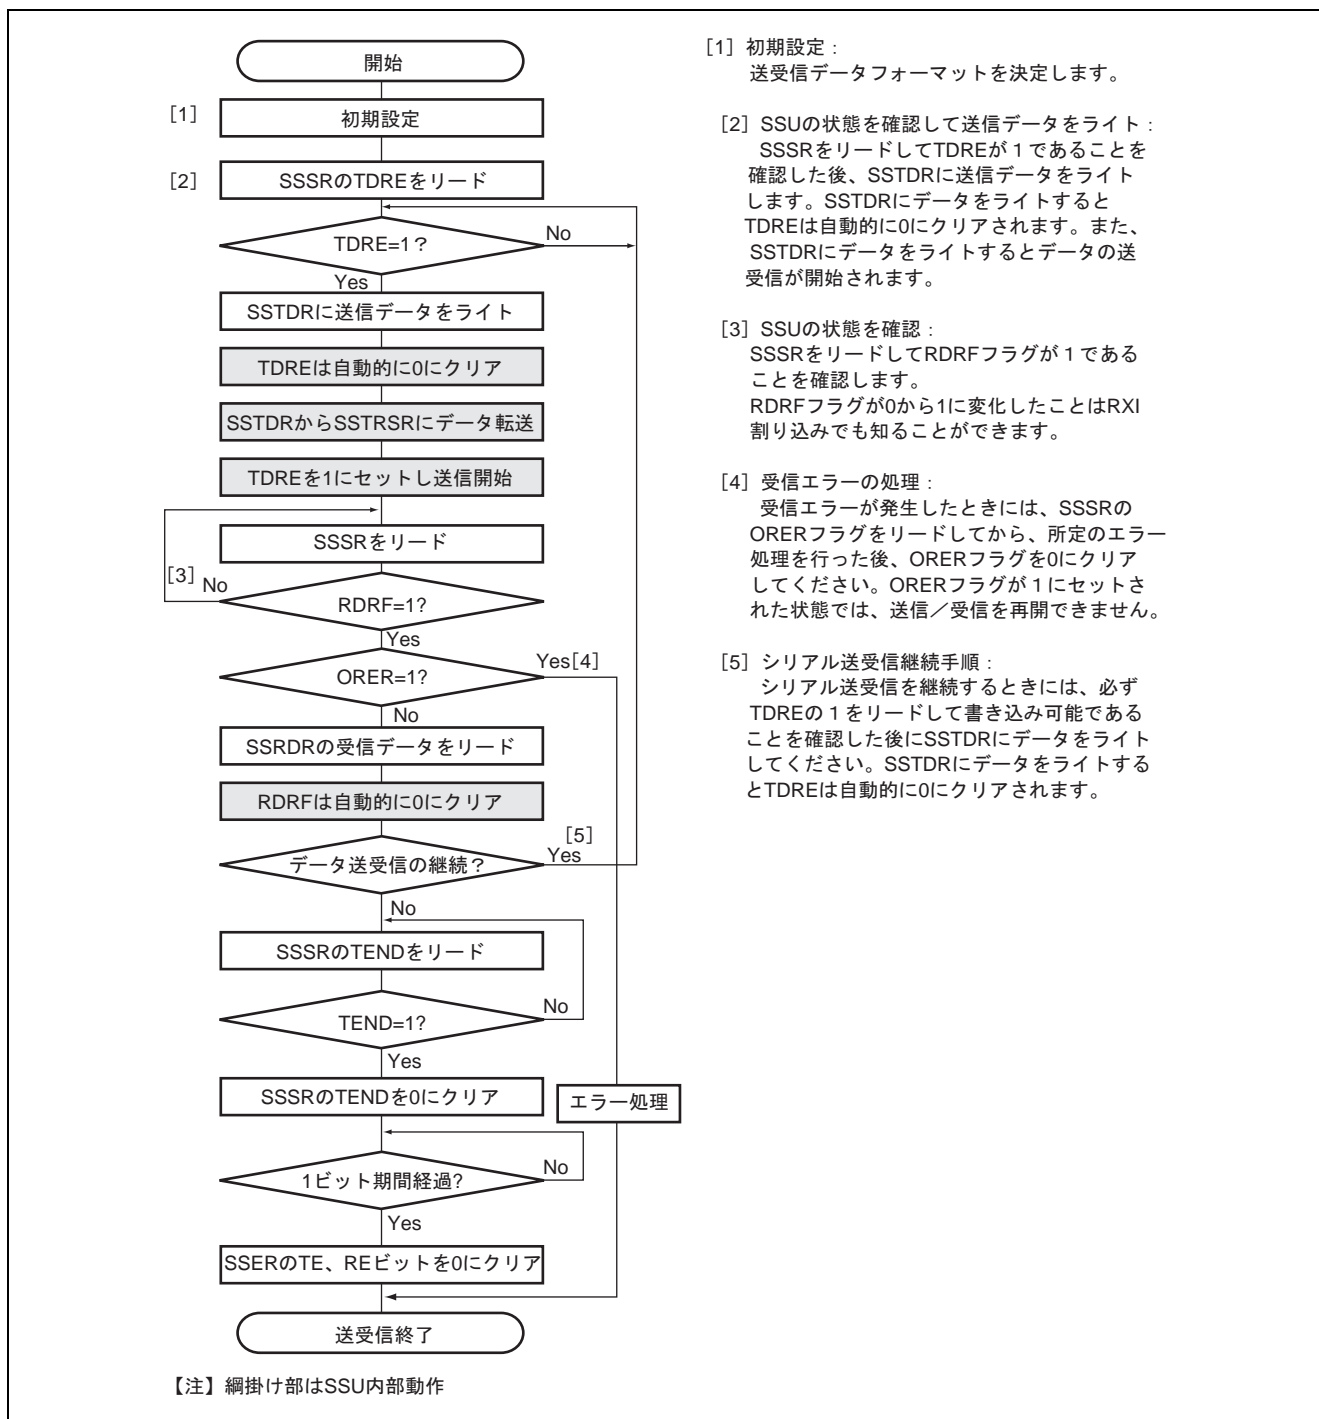 開始
[1]
初期設定
[2]
SSSRのTDREをリード
TDRE=1？
No
Yes
SSTDRに送信データをライト
TDREは自動的に0にクリア
SSTDRからSSTRSRにデータ転送
TDREを1にセットし送信開始
SSSRをリード
[3]
No
RDRF=1?
Yes
ORER=1?
Yes[4]
No
SSRDRの受信データをリード
RDRFは自動的に0にクリア
[5]
データ送受信の継続？
Yes
No
SSSRのTENDをリード
TEND=1?
No
Yes
SSSRのTENDを0にクリア
エラー処理
1ビット期間経過?
No
Yes
SSERのTE、REビットを0にクリア
送受信終了
【注】綱掛け部はSSU内部動作
[1] 初期設定：
送受信データフォーマットを決定します。
[2] SSUの状態を確認して送信データをライト：
SSSRをリードしてTDREが１であることを
確認した後、SSTDRに送信データをライト
します。SSTDRにデータをライトすると
TDREは自動的に0にクリアされます。また、
SSTDRにデータをライトするとデータの送
受信が開始されます。
[3] SSUの状態を確認：
SSSRをリードしてRDRFフラグが１である
ことを確認します。
RDRFフラグが0から1に変化したことはRXI
割り込みでも知ることができます。
[4] 受信エラーの処理：
受信エラーが発生したときには、SSSRの
ORERフラグをリードしてから、所定のエラー
処理を行った後、ORERフラグを0にクリア
してください。ORERフラグが１にセットさ
れた状態では、送信／受信を再開できません。
[5] シリアル送受信継続手順：
シリアル送受信を継続するときには、必ず
TDREの１をリードして書き込み可能である
ことを確認した後にSSTDRにデータをライト
してください。SSTDRにデータをライトする
とTDREは自動的に0にクリアされます。